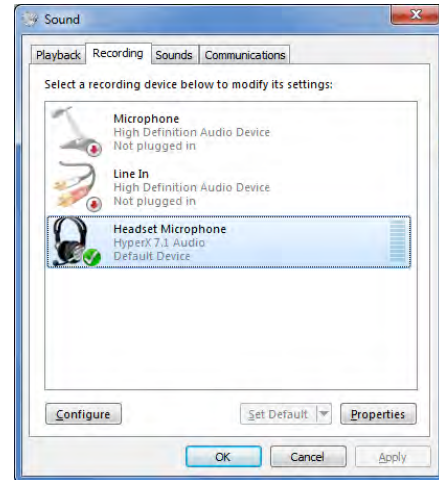 Sound
Playback Recording Sounds Communications
Select a recording device below to modify its settings:
Microphone
High Definition Audio Device
Not plugged in
Line In
High Definition Audio Device
Not plugged in
Headset Microphone
HyperX 7.1 Audio
Default Device
Configure Set Default Properties
OK Cancel Apply